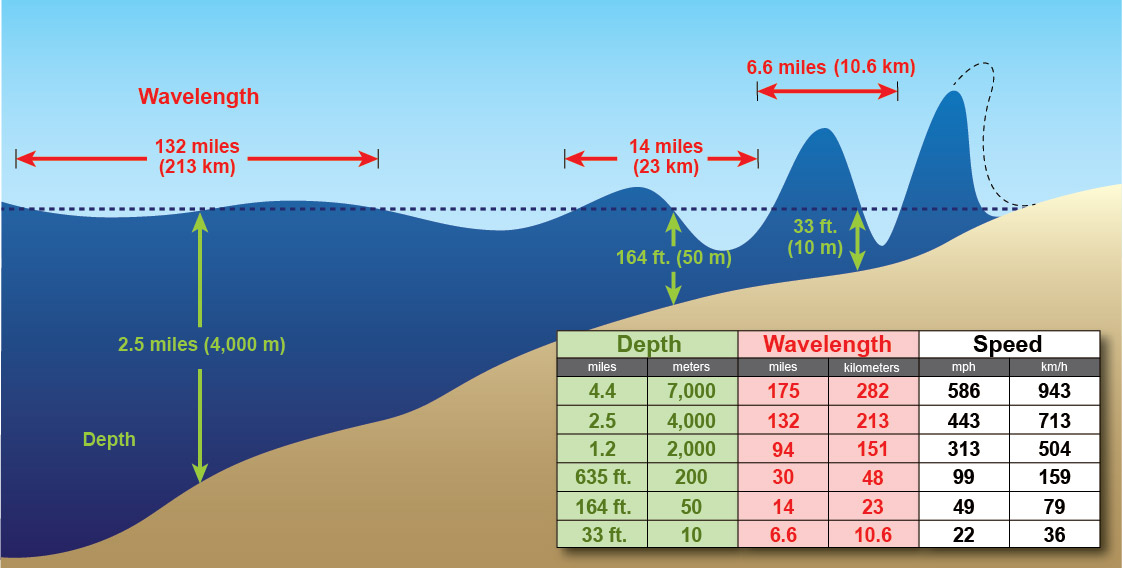 6.6 miles (10.6 km)
Wavelength
132 miles
(213 km)
14 miles
(23 km)
33 ft.
(10 m)
164 ft. (50 m)
2.5 miles (4,000 m)
Depth
Depth Wavelength Speed
miles meters miles kilometers mph km/h
4.4 7,000 175 282 586 943
2.5 4,000 132 213 443 713
1.2 2,000 94 151 313 504
635 ft. 200 30 48 99 159
164 ft. 50 14 23 49 79
33 ft. 10 6.6 10.6 22 36